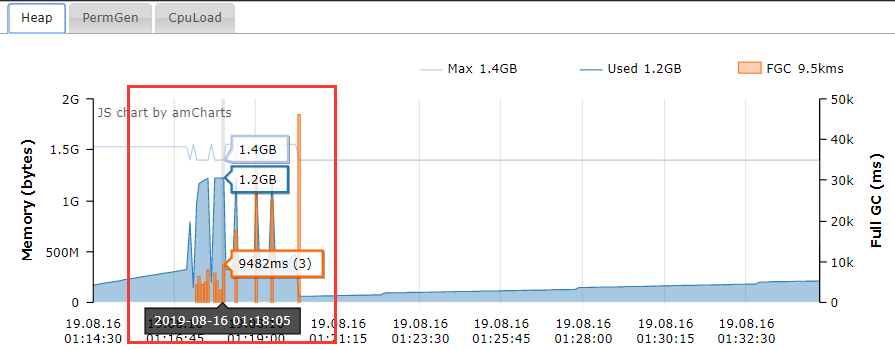 Heap PermGen CpuLoad
Max 1.4GB Used 1.2GB FGC 9.5kms
2G 50k
JS chart by amCharts
1.5G 40k
1.4GB
1.2GB 30k
1G
20k
500M
9482ms (3) 10k
0 0
Memory (bytes)
Full GC (ms)
2019-08-16 01:18:05
19.08.16 19.08.16 19.08.16 19.08.16 19.08.16 19.08.16 19.08.16
01:14:30 01:16:45 01:19:00 01:21:15 01:23:30 01:25:45 01:28:00 01:30:15 01:32:30